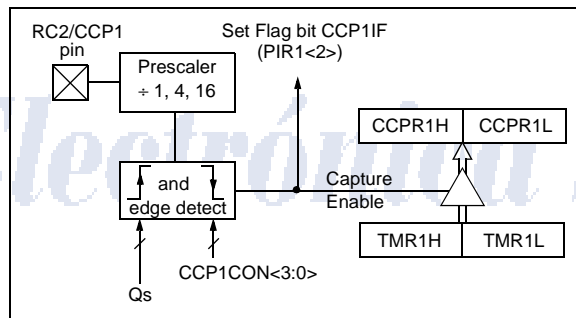 RC2/CCP1
pin
Prescaler
÷ 1, 4, 16
and
edge detect
Qs
CCP1CON<3:0>
Set Flag bit CCP1IF
(PIR1<2>)
Capture
Enable
CCPR1H CCPR1L
TMR1H TMR1L
Electrónica